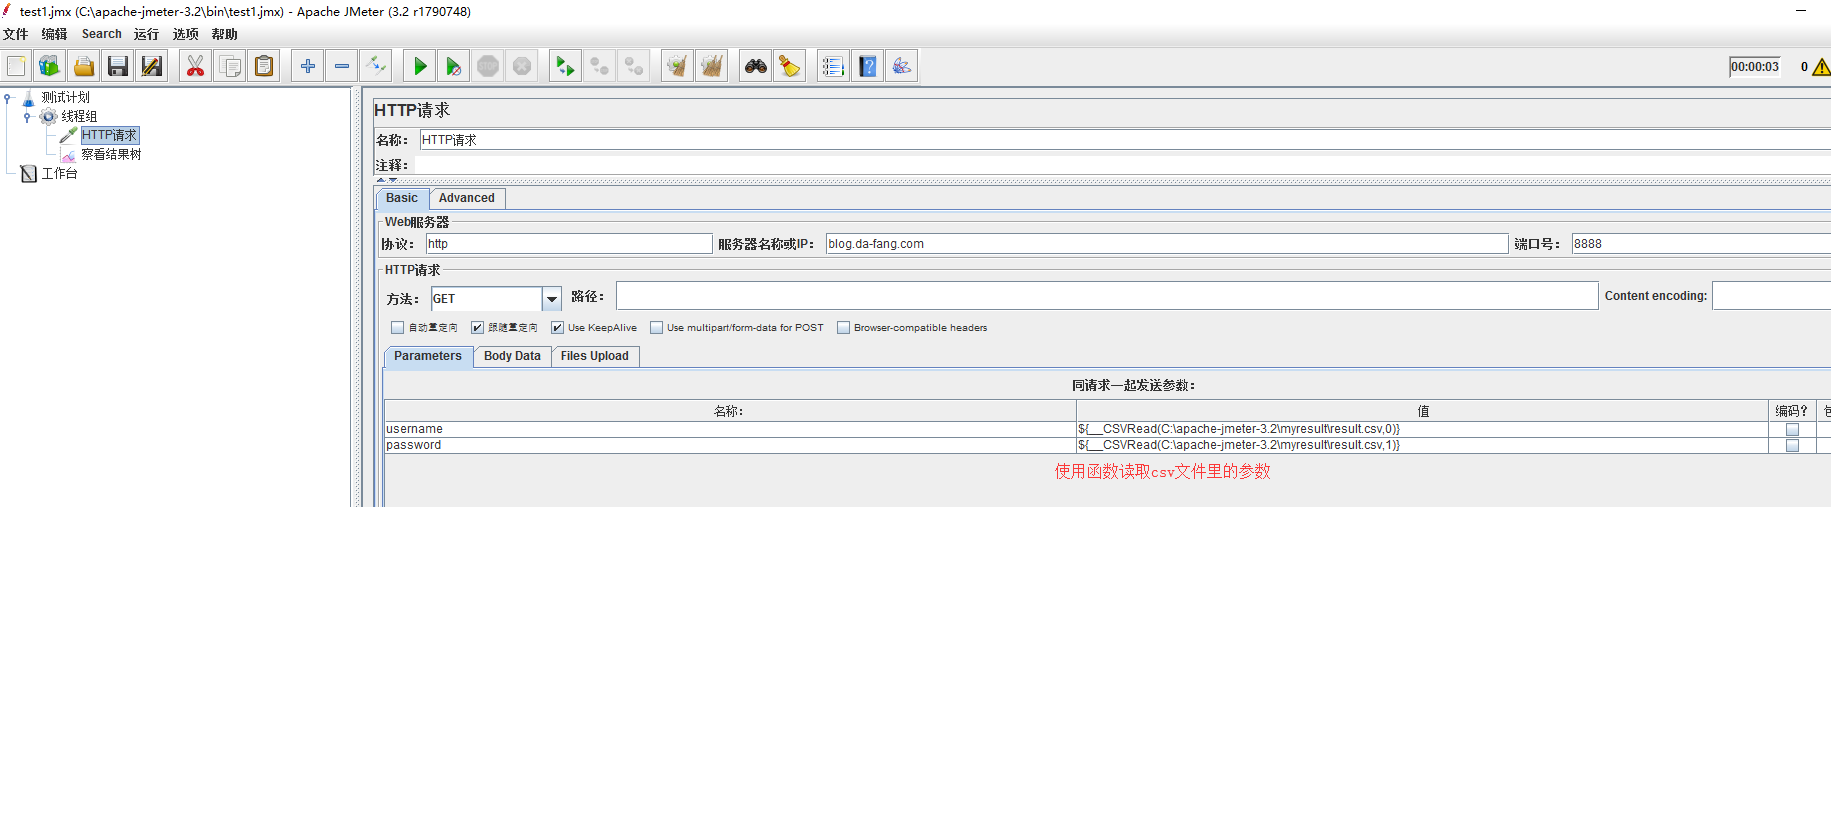 test1.jmx (C:\apache-jmeter-3.2\bin\test1.jmx) - Apache JMeter (3.2 r1790748)
文件 编辑 Search 运行 选项 帮助
STOP
00:00:03 0
测试计划
线程组
HTTP请求
察看结果树
工作台
HTTP请求
名称： HTTP请求
注释：
Basic Advanced
Web服务器
协议： http 服务器名称或IP： blog.da-fang.com 端口号： 8888
HTTP请求
方法： GET 路径： Content encoding:
自动重定向 跟随重定向 Use KeepAlive Use multipart/form-data for POST Browser-compatible headers
Parameters Body Data Files Upload
同请求一起发送参数：
名称: 值 编码?
username ${__CSVRead(C:\apache-jmeter-3.2\myresult\result.csv,0)}
password ${__CSVRead(C:\apache-jmeter-3.2\myresult\result.csv,1)}
使用函数读取csv文件里的参数